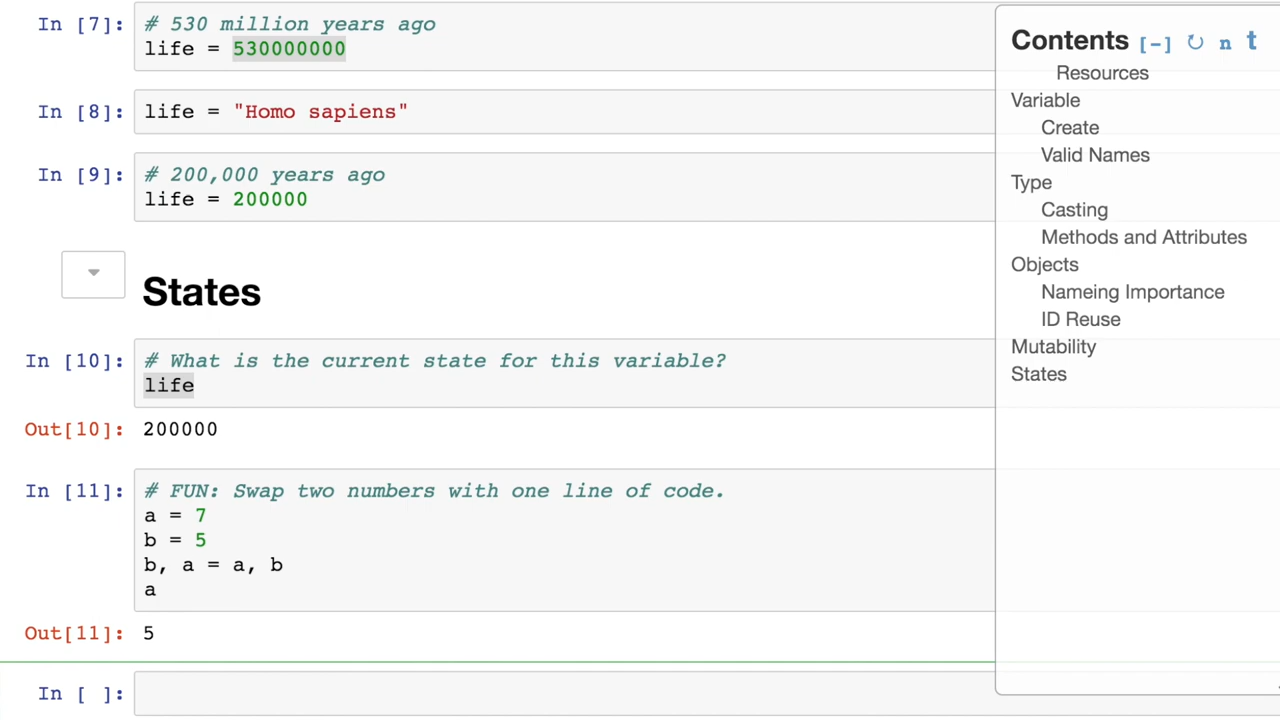 In [7]:
# 530 million years ago
life = 530000000
In [8]:
life = "Homo sapiens"
In [9]:
# 200,000 years ago
life = 200000
States
In [10]:
# What is the current state for this variable?
life
Out[10]:
200000
In [11]:
# FUN: Swap two numbers with one line of code.
a = 7
b = 5
b, a = a, b
a
Out[11]:
5
In [ ]:
Contents [-] ↻ n t
Resources
Variable
Create
Valid Names
Type
Casting
Methods and Attributes
Objects
Nameing Importance
ID Reuse
Mutability
States